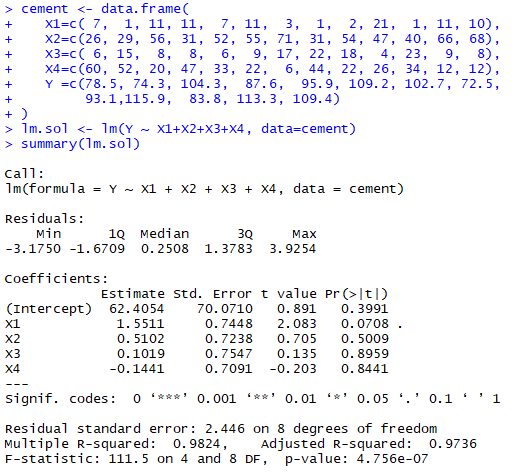 > cement <- data.frame(
+     X1=c( 7,  1, 11, 11,  7, 11,  3,  1,  2, 21,  1, 11, 10),
+     X2=c(26, 29, 56, 31, 52, 55, 71, 31, 54, 47, 40, 66, 68),
+     X3=c( 6, 15,  8,  8,  6,  9, 17, 22, 18,  4, 23,  9,  8),
+     X4=c(60, 52, 20, 47, 33, 22,  6, 44, 22, 26, 34, 12, 12),
+     Y =c(78.5, 74.3, 104.3,  87.6,  95.9, 109.2, 102.7, 72.5,
+          93.1,115.9,  83.8, 113.3, 109.4)
+ )
> lm.sol <- lm(Y ~ X1+X2+X3+X4, data=cement)
> summary(lm.sol)
Call:
lm(formula = Y ~ X1 + X2 + X3 + X4, data = cement)
Residuals:
    Min      1Q  Median      3Q     Max
-3.1750 -1.6709  0.2508  1.3783  3.9254
Coefficients:
            Estimate Std. Error t value Pr(>|t|)
(Intercept)  62.4054    70.0710   0.891   0.3991
X1            1.5511     0.7448   2.083   0.0708 .
X2            0.5102     0.7238   0.705   0.5009
X3            0.1019     0.7547   0.135   0.8959
X4           -0.1441     0.7091  -0.203   0.8441
---
Signif. codes:  0 ‘***’ 0.001 ‘**’ 0.01 ‘*’ 0.05 ‘.’ 0.1 ‘ ’ 1
Residual standard error: 2.446 on 8 degrees of freedom
Multiple R-squared:  0.9824,    Adjusted R-squared:  0.9736
F-statistic: 111.5 on 4 and 8 DF,  p-value: 4.756e-07